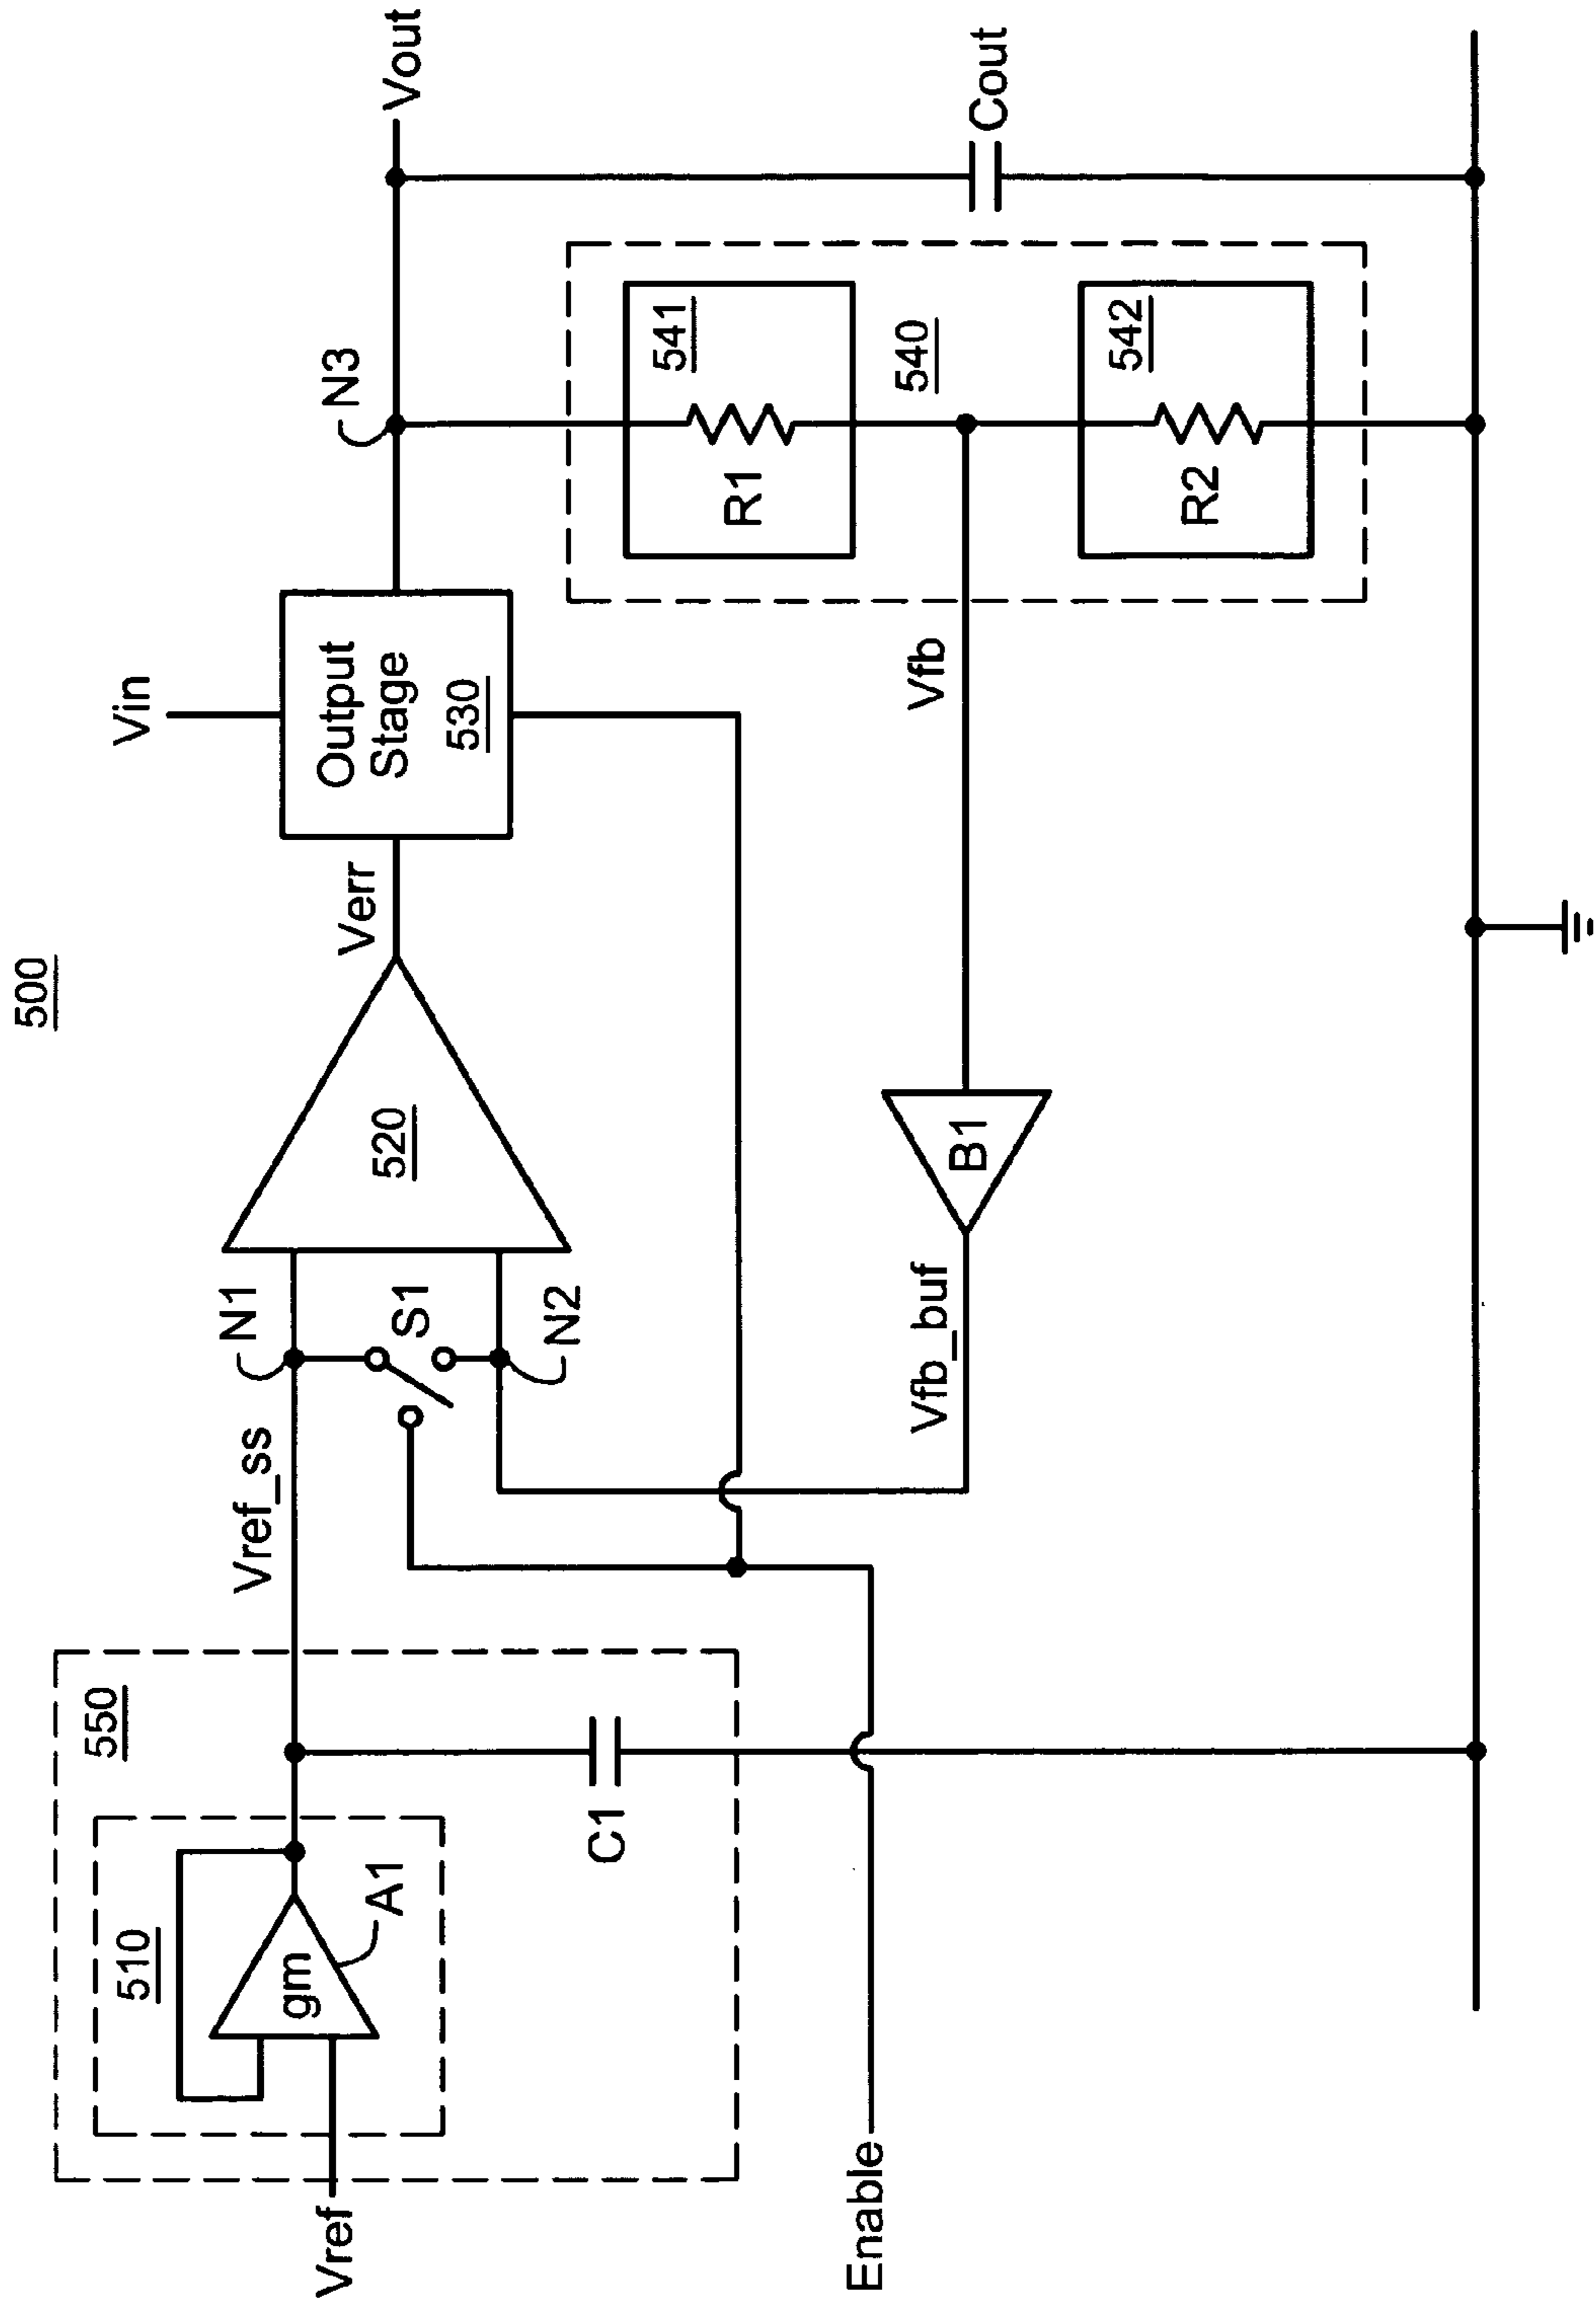 500
Vin
Vout
N3
550
510
gm
A1
Vref
Vref_ss
N1
S1
N2
520
Verr
Output
Stage
530
541
R1
540
Vfb
542
R2
Cout
C1
Enable
B1
Vfb_buf